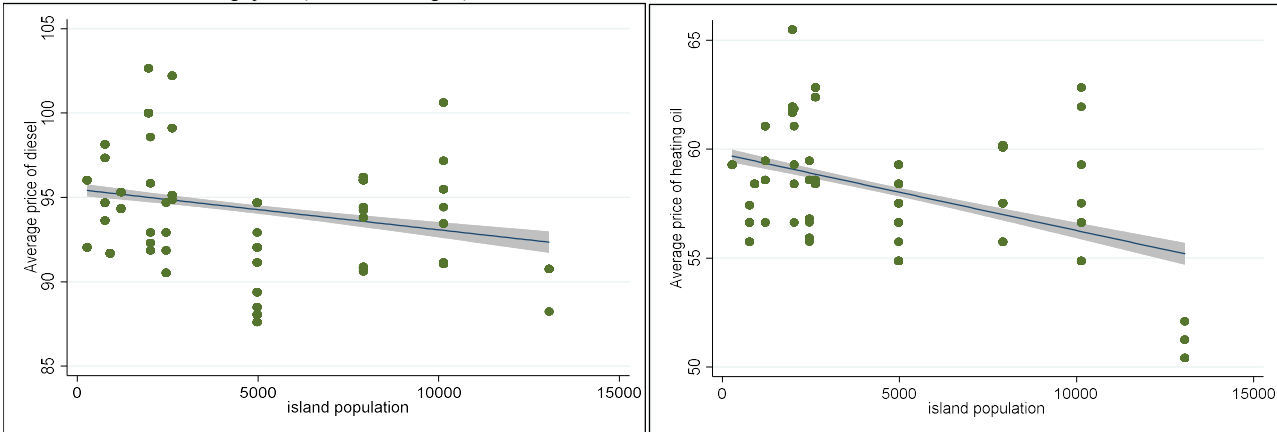 Average price of diesel
105
100
95
90
85
0 5000 10000 15000
island population
Average price of heating oil
65
60
55
50
0 5000 10000 15000
island population